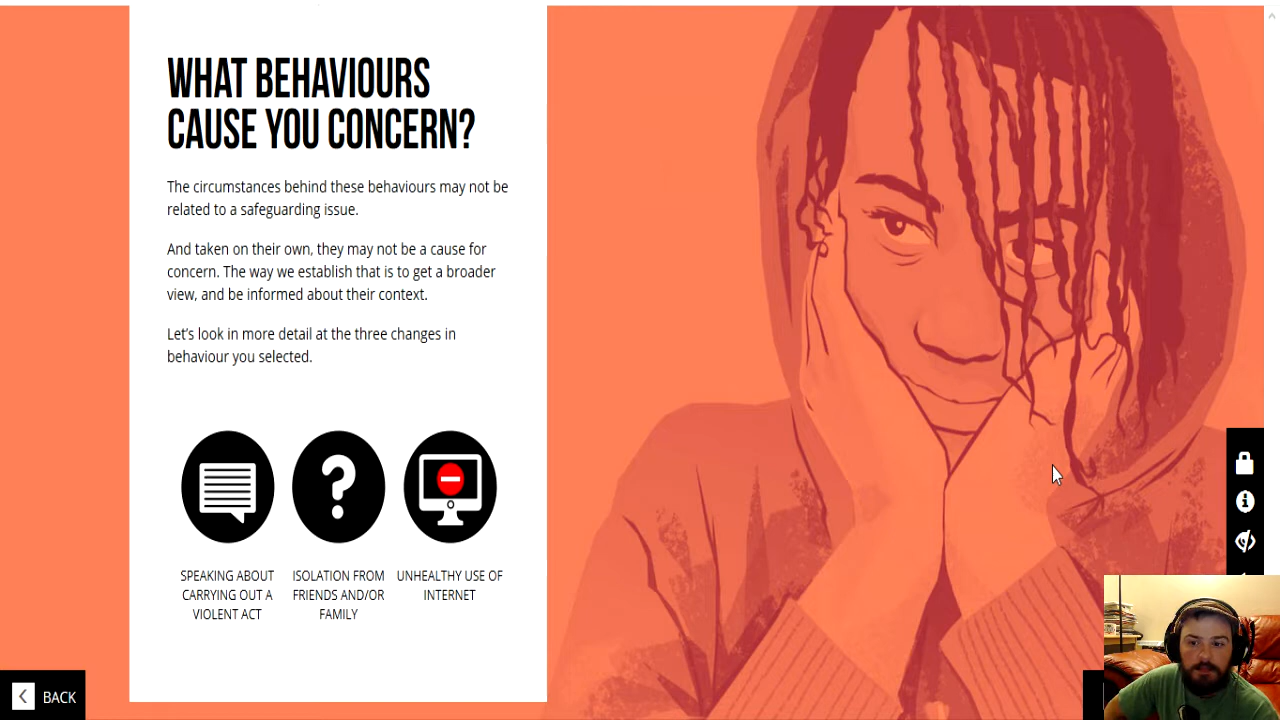 WHAT BEHAVIOURS
CAUSE YOU CONCERN?
The circumstances behind these behaviours may not be
related to a safeguarding issue.
And taken on their own, they may not be a cause for
concern. The way we establish that is to get a broader
view, and be informed about their context.
Let's look in more detail at the three changes in
behaviour you selected.
SPEAKING ABOUT
CARRYING OUT A
VIOLENT ACT
ISOLATION FROM
FRIENDS AND/OR
FAMILY
UNHEALTHY USE OF
INTERNET
BACK